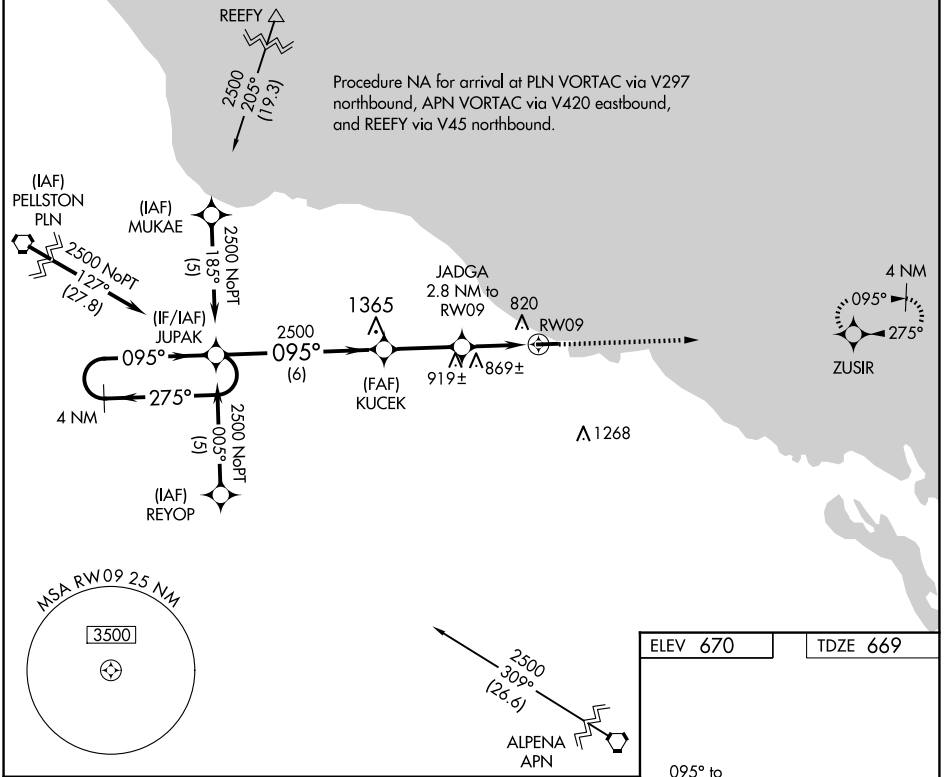 REEFY
2500
205°
(19.3)
Procedure NA for arrival at PLN VORTAC via V297
northbound, APN VORTAC via V420 eastbound,
and REEFY via V45 northbound.
(IAF)
PELLSTON
PLN
2500 NoPT
127°
(27.8)
(IAF)
MUKAE
2500 NoPT
185°
(5)
(IF/IAF)
JUPAK
095°
275°
4 NM
2500
095°
(6)
1365
(FAF)
KUCEK
JADGA
2.8 NM to
RW09
820
RW09
919±
869±
1268
4 NM
095°
275°
ZUSIR
2500 NoPT
005°
(5)
(IAF)
REYOP
MSA RW09 25 NM
3500
2500
309°
(26.6)
ALPENA
APN
ELEV 670
TDZE 669
095° to